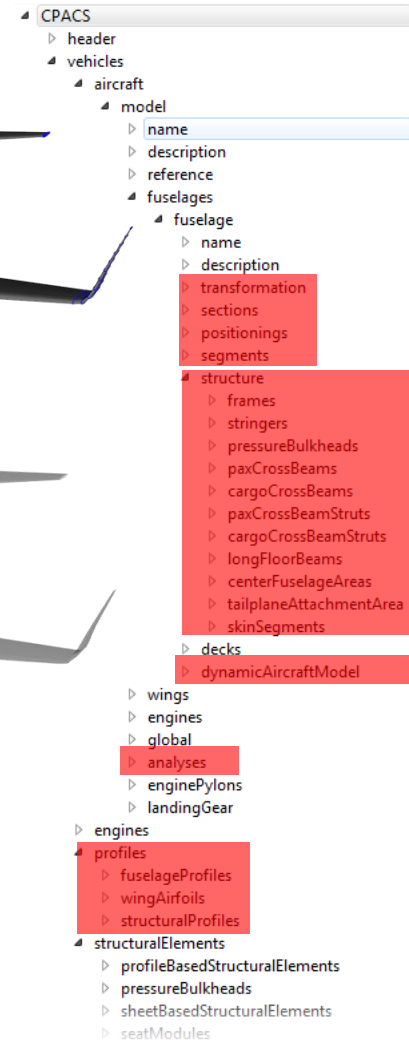 CPACS
header
vehicles
aircraft
model
name
description
reference
fuselages
fuselage
name
description
transformation
sections
positionings
segments
structure
frames
stringers
pressureBulkheads
paxCrossBeams
cargoCrossBeams
paxCrossBeamStruts
cargoCrossBeamStruts
longFloorBeams
centerFuselageAreas
tailplaneAttachmentArea
skinSegments
decks
dynamicAircraftModel
wings
engines
global
analyses
enginePylons
landingGear
engines
profiles
fuselageProfiles
wingAirfoils
structuralProfiles
structuralElements
profileBasedStructuralElements
pressureBulkheads
sheetBasedStructuralElements
seatModules